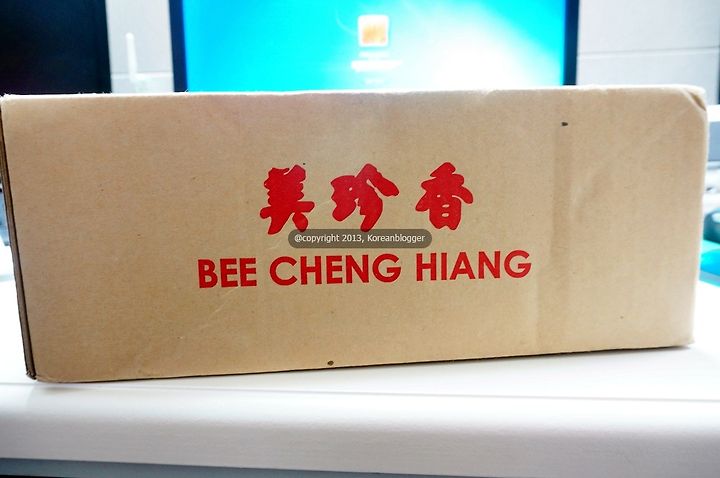 美珍香
@copyright 2013, Koreanblogger
BEE CHENG HIANG